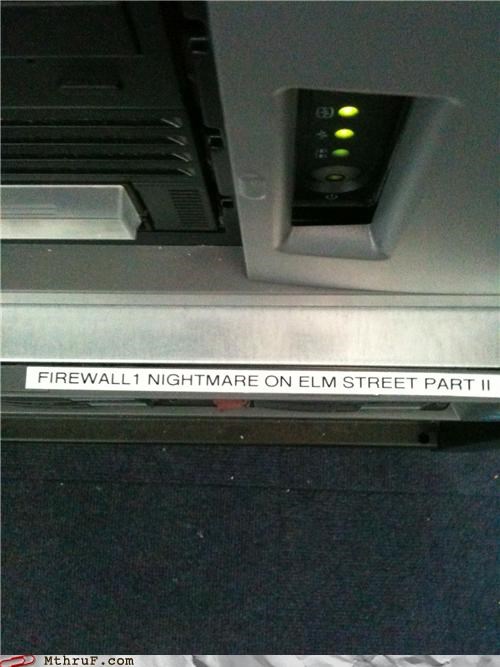 FIREWALL1 NIGHTMARE ON ELM STREET PART II
MthruF.com